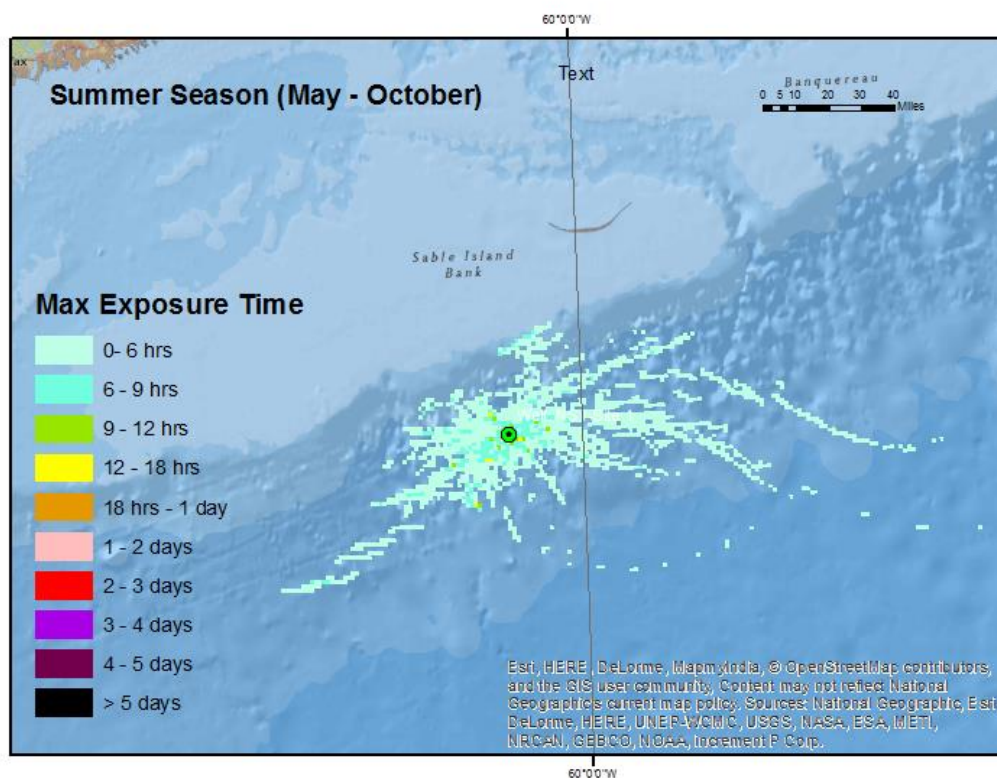 60°0'0"W
ax
Text
Banquereau
Summer Season (May - October)
0 5 10 20 30 40
Miles
Sable Island
Bank
Max Exposure Time
0- 6 hrs
6 - 9 hrs
9 - 12 hrs
12 - 18 hrs
18 hrs - 1 day
1 - 2 days
2 - 3 days
3 - 4 days
4 - 5 days
> 5 days
Esri, HERE, DeLorme, MapmyIndia, © OpenStreetMap contributors,
and the GIS user community, Content may not reflect National
Geographic's current map policy. Sources: National Geographic, Esri,
DeLorme, HERE, UNEP-WCMC, USGS, NASA, ESA, METI,
NRCAN, GEBCO, NOAA, increment P Corp.
60°0'0"W